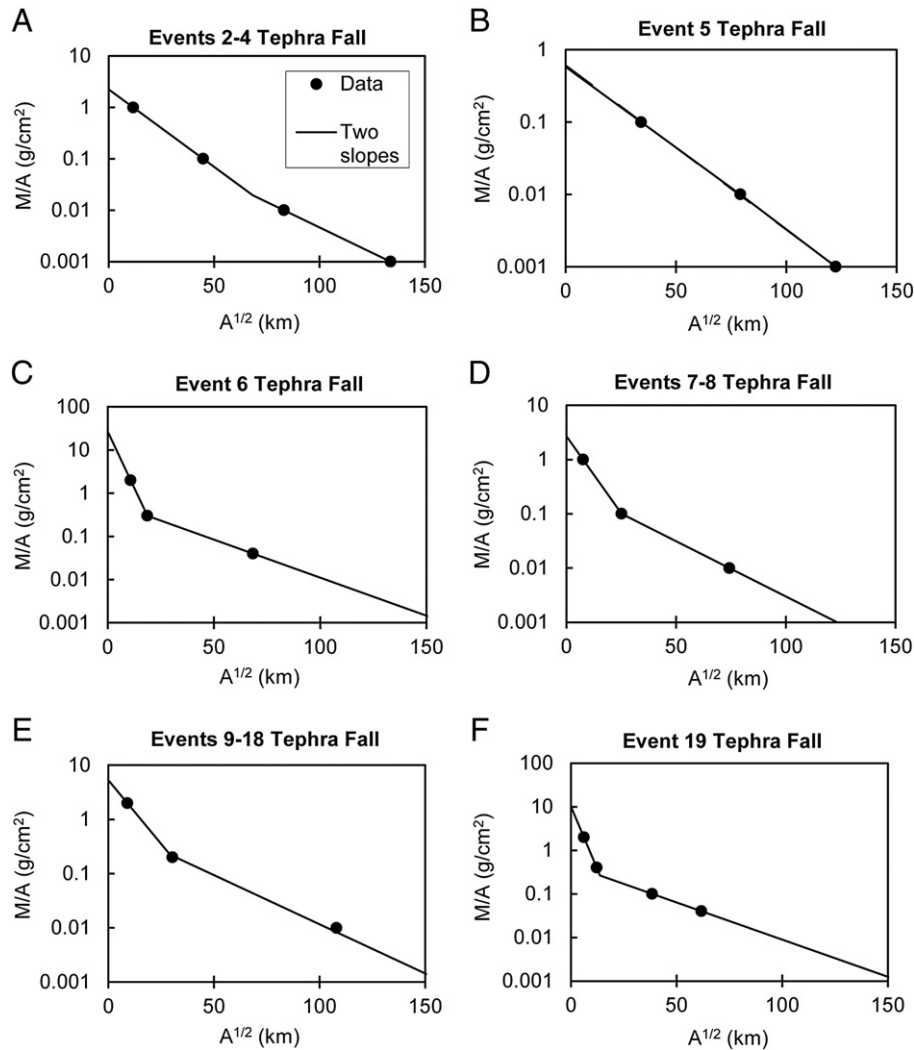 A
Events 2-4 Tephra Fall
10
1
0.1
0.01
0.001
M/A (g/cm²)
Data
Two
slopes
0 50 100 150
A¹/² (km)
B
Event 5 Tephra Fall
1
0.1
0.01
0.001
M/A (g/cm²)
0 50 100 150
A¹/² (km)
C
Event 6 Tephra Fall
100
10
1
0.1
0.01
0.001
M/A (g/cm²)
0 50 100 150
A¹/² (km)
D
Events 7-8 Tephra Fall
10
1
0.1
0.01
0.001
M/A (g/cm²)
0 50 100 150
A¹/² (km)
E
Events 9-18 Tephra Fall
10
1
0.1
0.01
0.001
M/A (g/cm²)
0 50 100 150
A¹/² (km)
F
Event 19 Tephra Fall
100
10
1
0.1
0.01
0.001
M/A (g/cm²)
0 50 100 150
A¹/² (km)